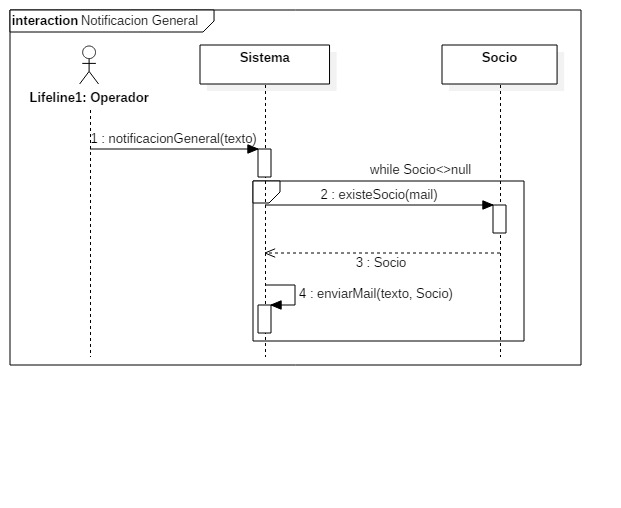 interaction Notificacion General
Sistema
Socio
Lifeline1: Operador
1 : notificacionGeneral(texto)
while Socio<>null
2 : existeSocio(mail)
3 : Socio
4 : enviarMail(texto, Socio)